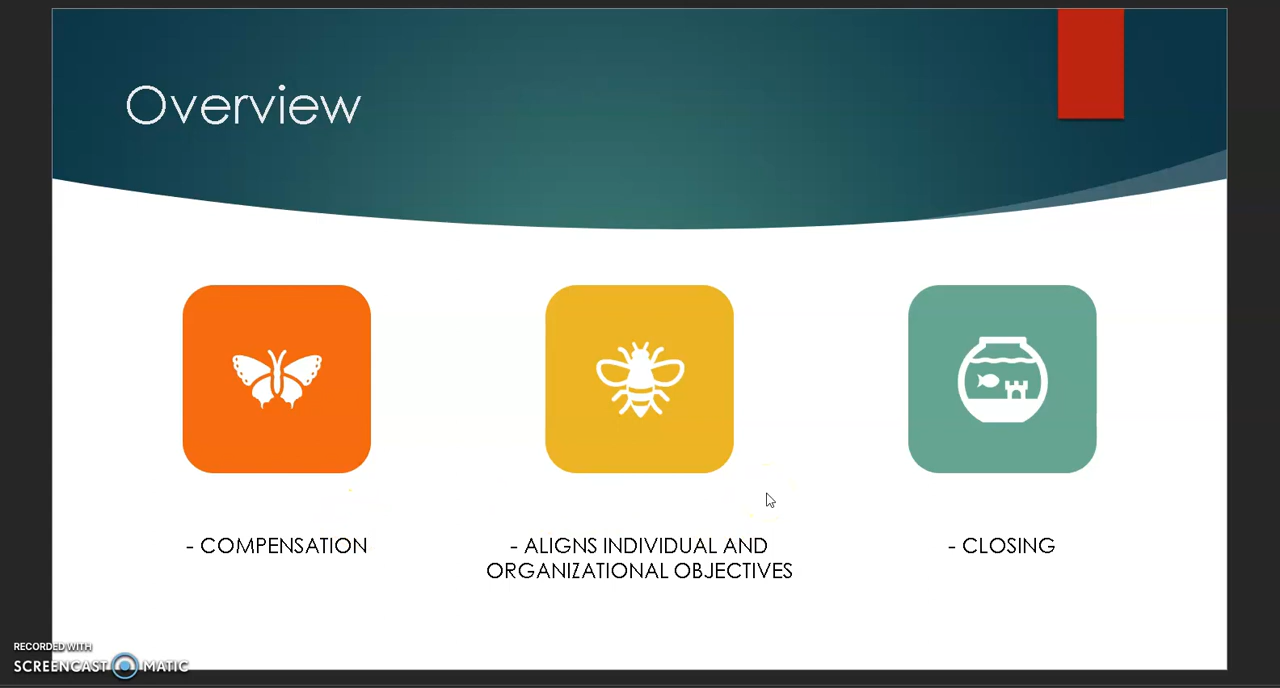 Overview
- COMPENSATION
- ALIGNS INDIVIDUAL AND
ORGANIZATIONAL OBJECTIVES
- CLOSING
RECORDED WITH
SCREENCAST MATIC